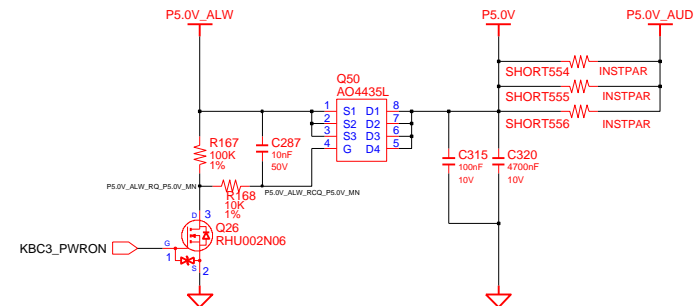 P5.0V_ALW P5.0V P5.0V_AUD
SHORT554 INSTPAR
Q50
AO4435L
SHORT555 INSTPAR
1 S1 D1 8
2 S2 D2 7
3 S3 D3 6
4 G D4 5
SHORT556 INSTPAR
R167
100K
1%
C287
10nF
50V
C315
100nF
10V
C320
4700nF
10V
P5.0V_ALW_RQ_P5.0V_MN
R168
10K
1%
P5.0V_ALW_RCQ_P5.0V_MN
D 3
Q26
RHU002N06
KBC3_PWRON
G
1
S
2